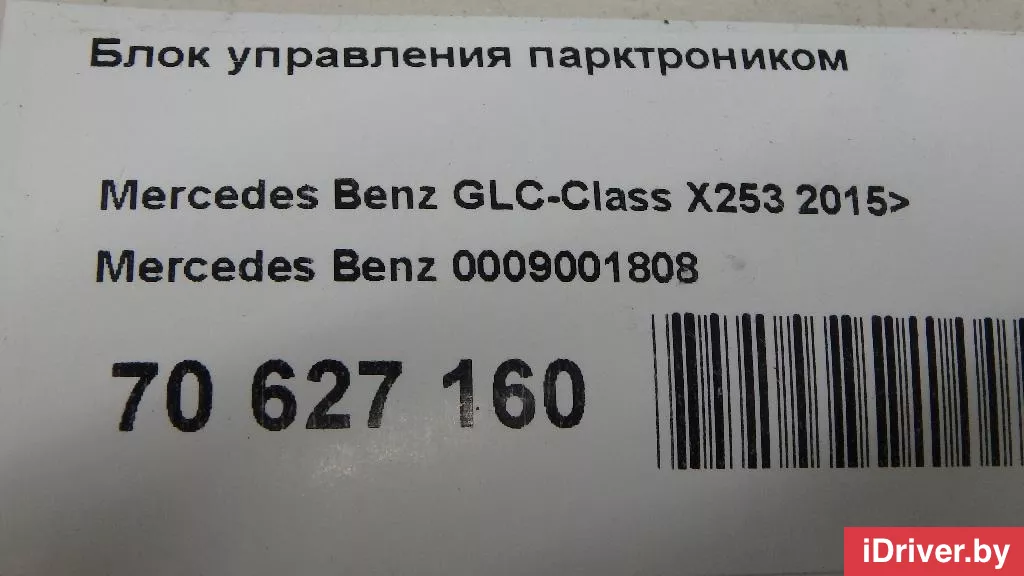 Блок управления парктроником
Mercedes Benz GLC-Class X253 2015>
Mercedes Benz 0009001808
70 627 160
iDriver.by